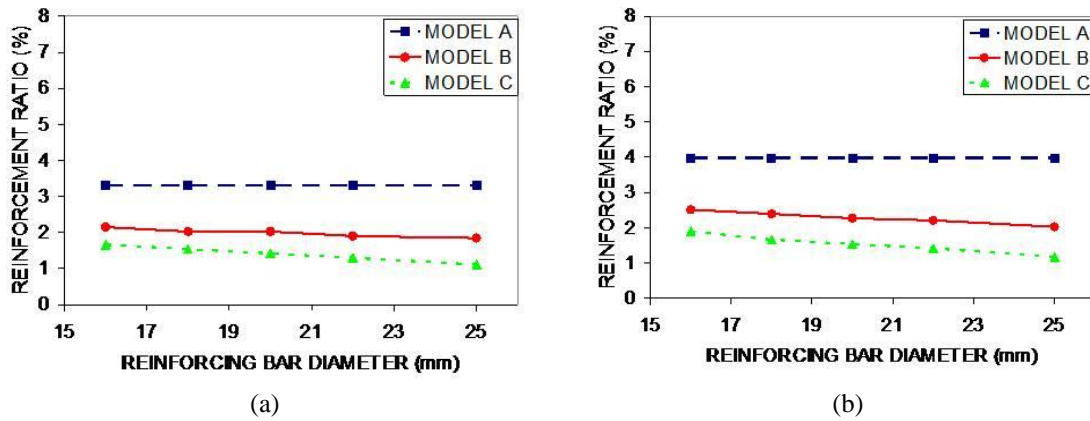 8
7
6
5
4
3
2
1
0
REINFORCEMENT RATIO (%)
MODEL A
MODEL B
MODEL C
15 17 19 21 23 25
REINFORCING BAR DIAMETER (mm)
(a)
8
7
6
5
4
3
2
1
0
REINFORCEMENT RATIO (%)
MODEL A
MODEL B
MODEL C
15 17 19 21 23 25
REINFORCING BAR DIAMETER (mm)
(b)